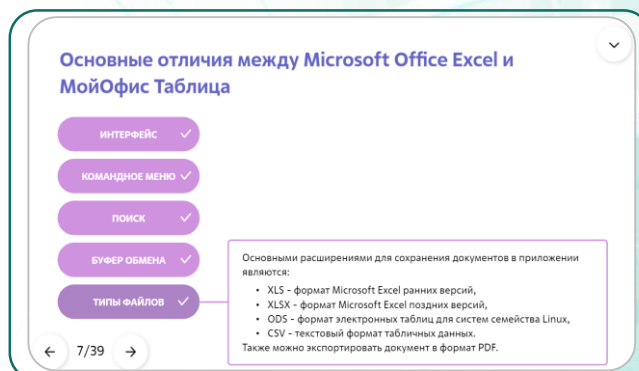 Основные отличия между Microsoft Office Excel и
МойОфис Таблица
ИНТЕРФЕЙС
КОМАНДНОЕ МЕНЮ
ПОИСК
БУФЕР ОБМЕНА
ТИПЫ ФАЙЛОВ
Основными расширениями для сохранения документов в приложении
являются:
• XLS - формат Microsoft Excel ранних версий,
• XLSX - формат Microsoft Excel поздних версий,
• ODS - формат электронных таблиц для систем семейства Linux,
• CSV - текстовый формат табличных данных.
Также можно экспортировать документ в формат PDF.
7/39